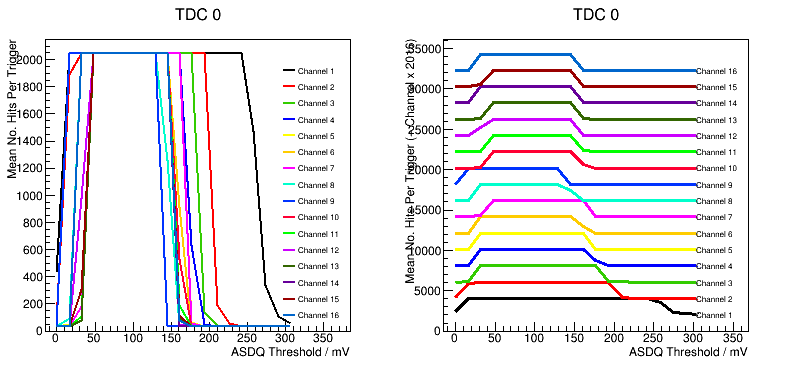 TDC 0
Mean No. Hits Per Trigger
2000
1800
1600
1400
1200
1000
800
600
400
200
0
0 50 100 150 200 250 300 350
ASDQ Threshold / mV
Channel 1
Channel 2
Channel 3
Channel 4
Channel 5
Channel 6
Channel 7
Channel 8
Channel 9
Channel 10
Channel 11
Channel 12
Channel 13
Channel 14
Channel 15
Channel 16
TDC 0
Mean No. Hits Per Trigger (+ Channel x 2016)
35000
30000
25000
20000
15000
10000
5000
0
0 50 100 150 200 250 300 350
ASDQ Threshold / mV
Channel 16
Channel 15
Channel 14
Channel 13
Channel 12
Channel 11
Channel 10
Channel 9
Channel 8
Channel 7
Channel 6
Channel 5
Channel 4
Channel 3
Channel 2
Channel 1